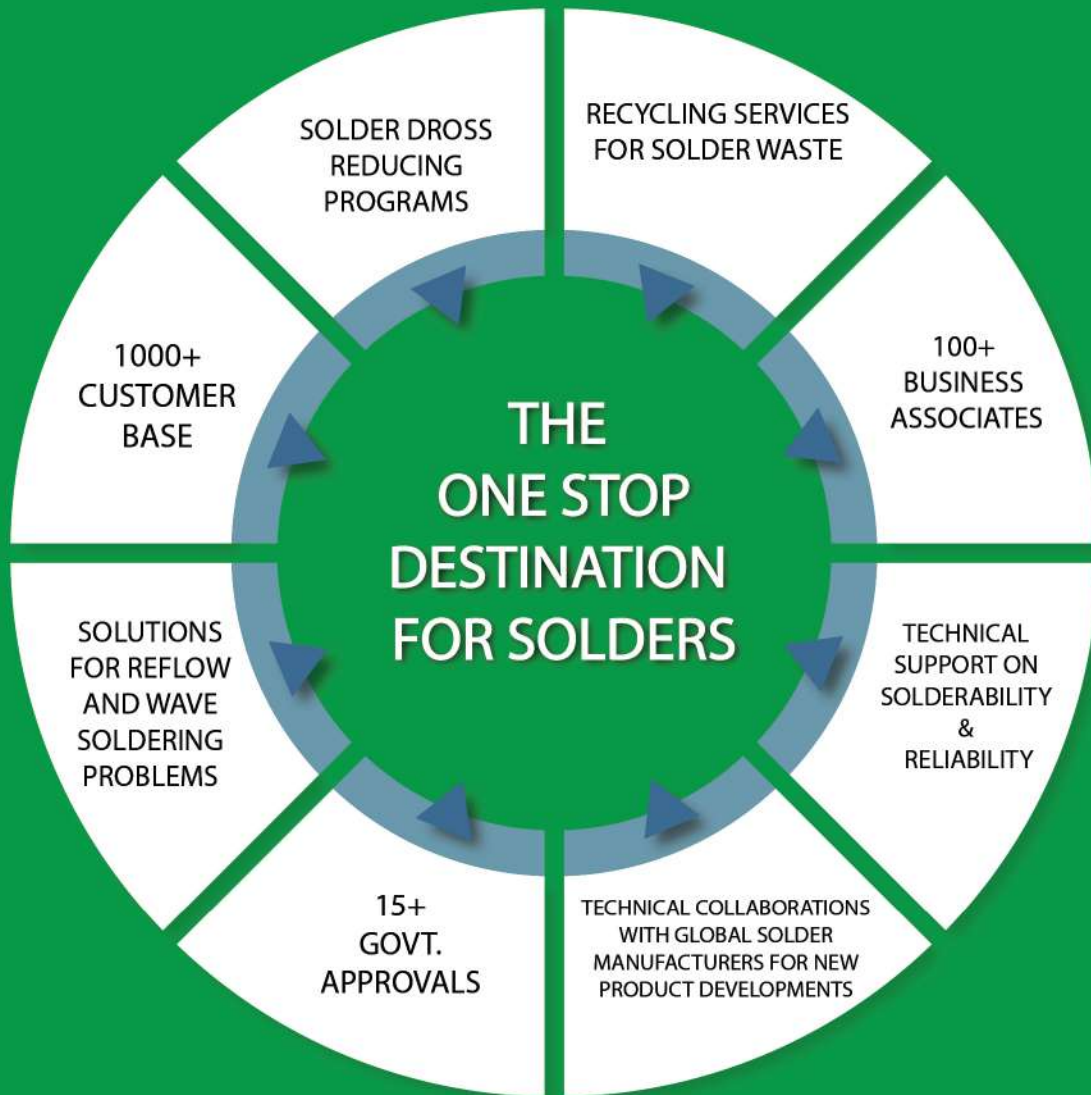 SOLDER DROSS
REDUCING
PROGRAMS
RECYCLING SERVICES
FOR SOLDER WASTE
1000+
CUSTOMER
BASE
100+
BUSINESS
ASSOCIATES
THE
ONE STOP
DESTINATION
FOR SOLDERS
SOLUTIONS
FOR REFLOW
AND WAVE
SOLDERING
PROBLEMS
TECHNICAL
SUPPORT ON
SOLDERABILITY
&
RELIABILITY
15+
GOVT.
APPROVALS
TECHNICAL COLLABORATIONS
WITH GLOBAL SOLDER
MANUFACTURERS FOR NEW
PRODUCT DEVELOPMENTS